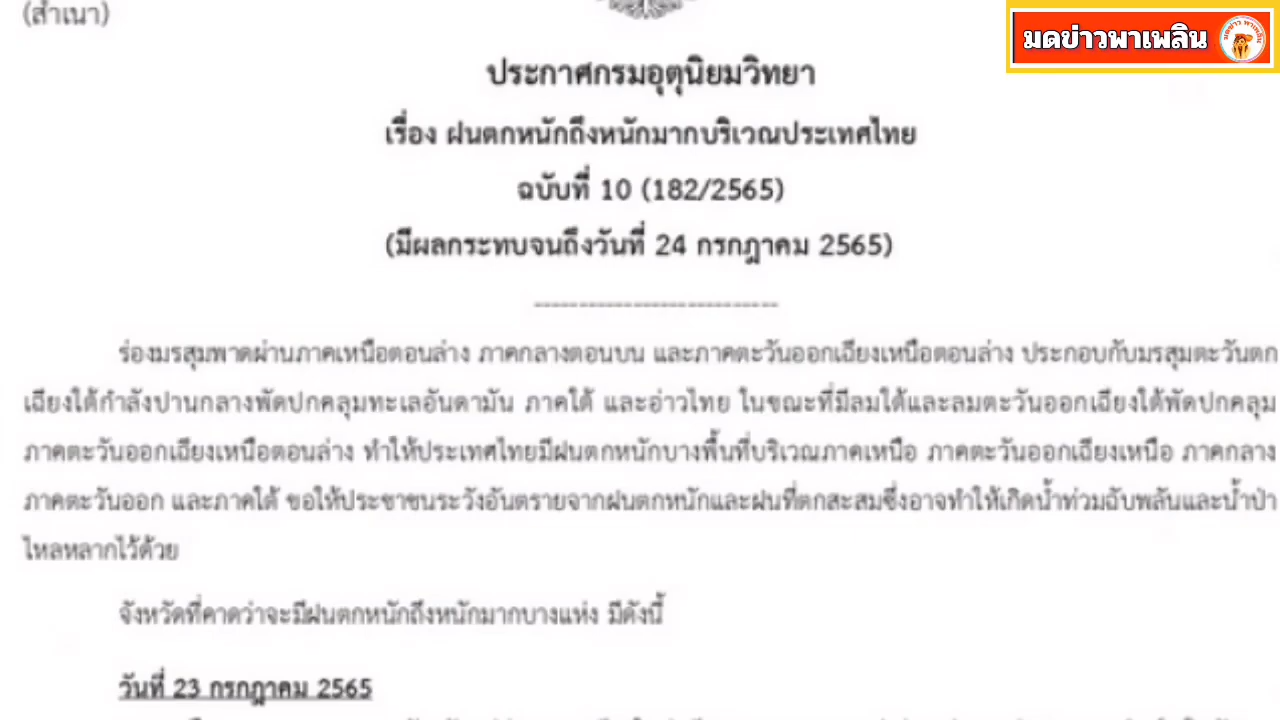 (สำเนา)
มดข่าวพาเพลิน
มดข่าว พาเพลิน
ประกาศกรมอุตุนิยมวิทยา
เรื่อง ฝนตกหนักถึงหนักมากบริเวณประเทศไทย
ฉบับที่ 10 (182/2565)
(มีผลกระทบจนถึงวันที่ 24 กรกฎาคม 2565)
---------------------------
ร่องมรสุมพาดผ่านภาคเหนือตอนล่าง ภาคกลางตอนบน และภาคตะวันออกเฉียงเหนือตอนล่าง ประกอบกับมรสุมตะวันตก
เฉียงใต้กำลังปานกลางพัดปกคลุมทะเลอันดามัน ภาคใต้ และอ่าวไทย ในขณะที่มีลมใต้และลมตะวันออกเฉียงใต้พัดปกคลุม
ภาคตะวันออกเฉียงเหนือตอนล่าง ทำให้ประเทศไทยมีฝนตกหนักบางพื้นที่บริเวณภาคเหนือ ภาคตะวันออกเฉียงเหนือ ภาคกลาง
ภาคตะวันออก และภาคใต้ ขอให้ประชาชนระวังอันตรายจากฝนตกหนักและฝนที่ตกสะสมซึ่งอาจทำให้เกิดน้ำท่วมฉับพลันและน้ำป่า
ไหลหลากไว้ด้วย
จังหวัดที่คาดว่าจะมีฝนตกหนักถึงหนักมากบางแห่ง มีดังนี้
วันที่ 23 กรกฎาคม 2565